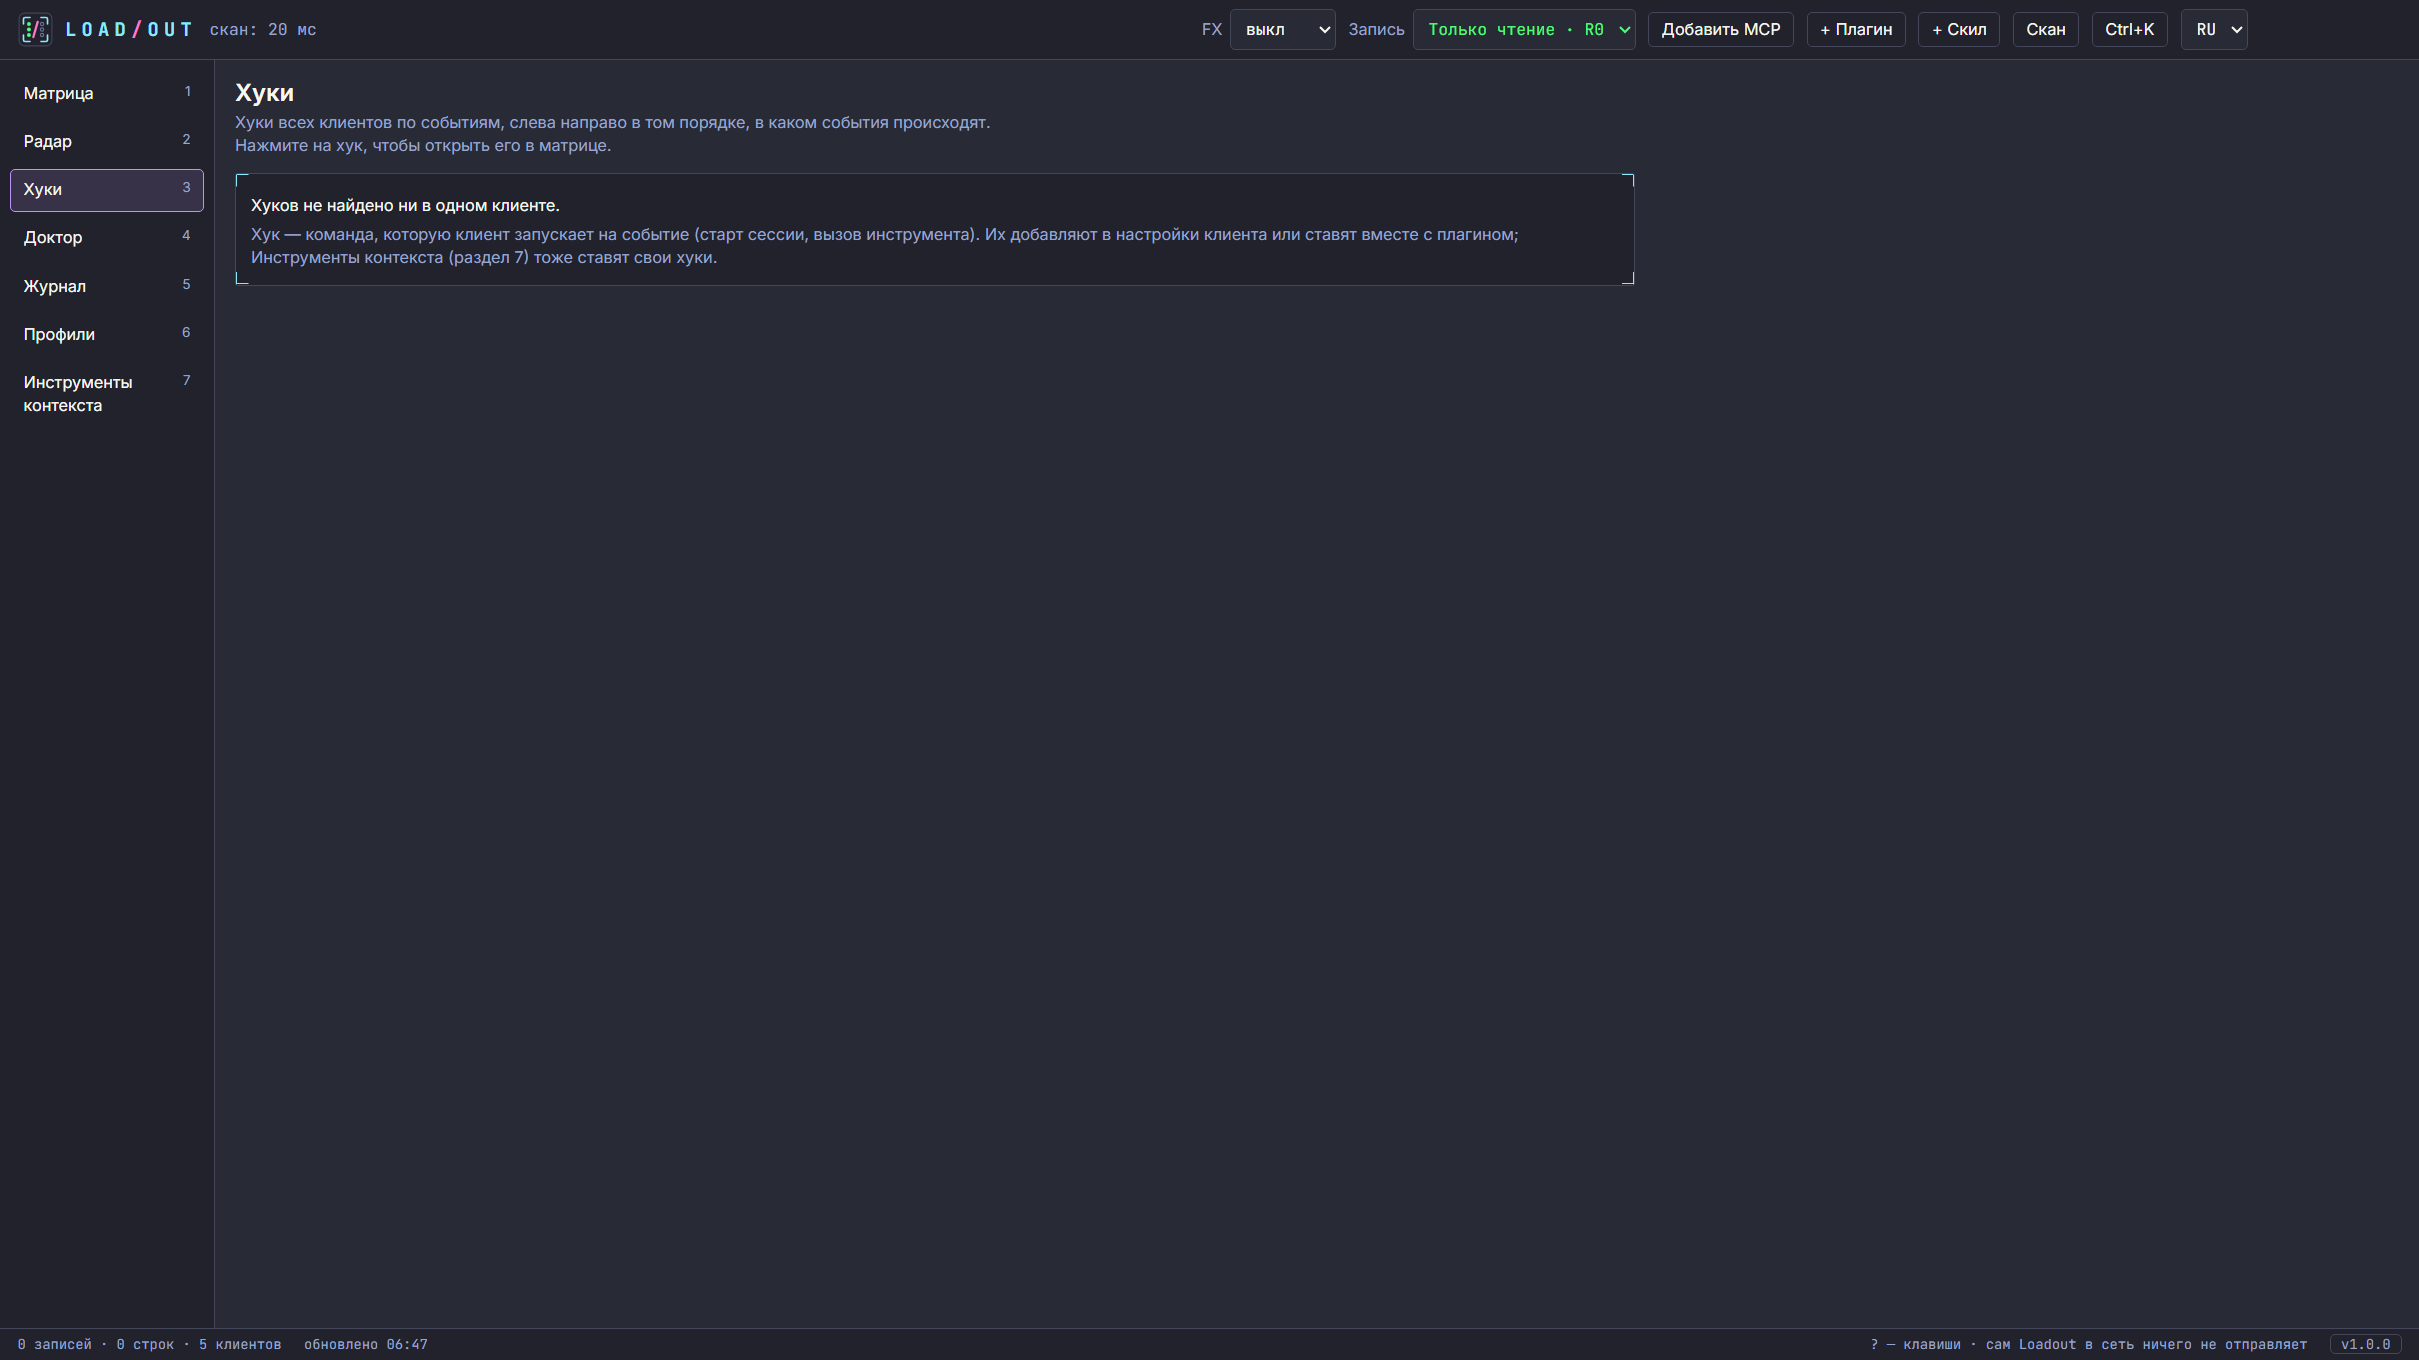 LOAD/OUT скан: 20 мс FX выкл Запись Только чтение · R0 Добавить MCP + Плагин + Скил Скан Ctrl+K RU
Матрица 1
Радар 2
Хуки 3
Доктор 4
Журнал 5
Профили 6
Инструменты контекста 7
Хуки
Хуки всех клиентов по событиям, слева направо в том порядке, в каком события происходят.
Нажмите на хук, чтобы открыть его в матрице.
Хуков не найдено ни в одном клиенте.
Хук — команда, которую клиент запускает на событие (старт сессии, вызов инструмента). Их добавляют в настройки клиента или ставят вместе с плагином;
Инструменты контекста (раздел 7) тоже ставят свои хуки.
0 записей · 0 строк · 5 клиентов обновлено 06:47 ? — клавиши · сам Loadout в сеть ничего не отправляет v1.0.0